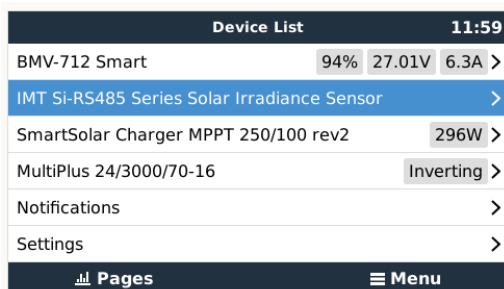 Device List 11:59
BMV-712 Smart 94% 27.01V 6.3A
IMT Si-RS485 Series Solar Irradiance Sensor
SmartSolar Charger MPPT 250/100 rev2 296W
MultiPlus 24/3000/70-16 Inverting
Notifications
Settings
Pages Menu